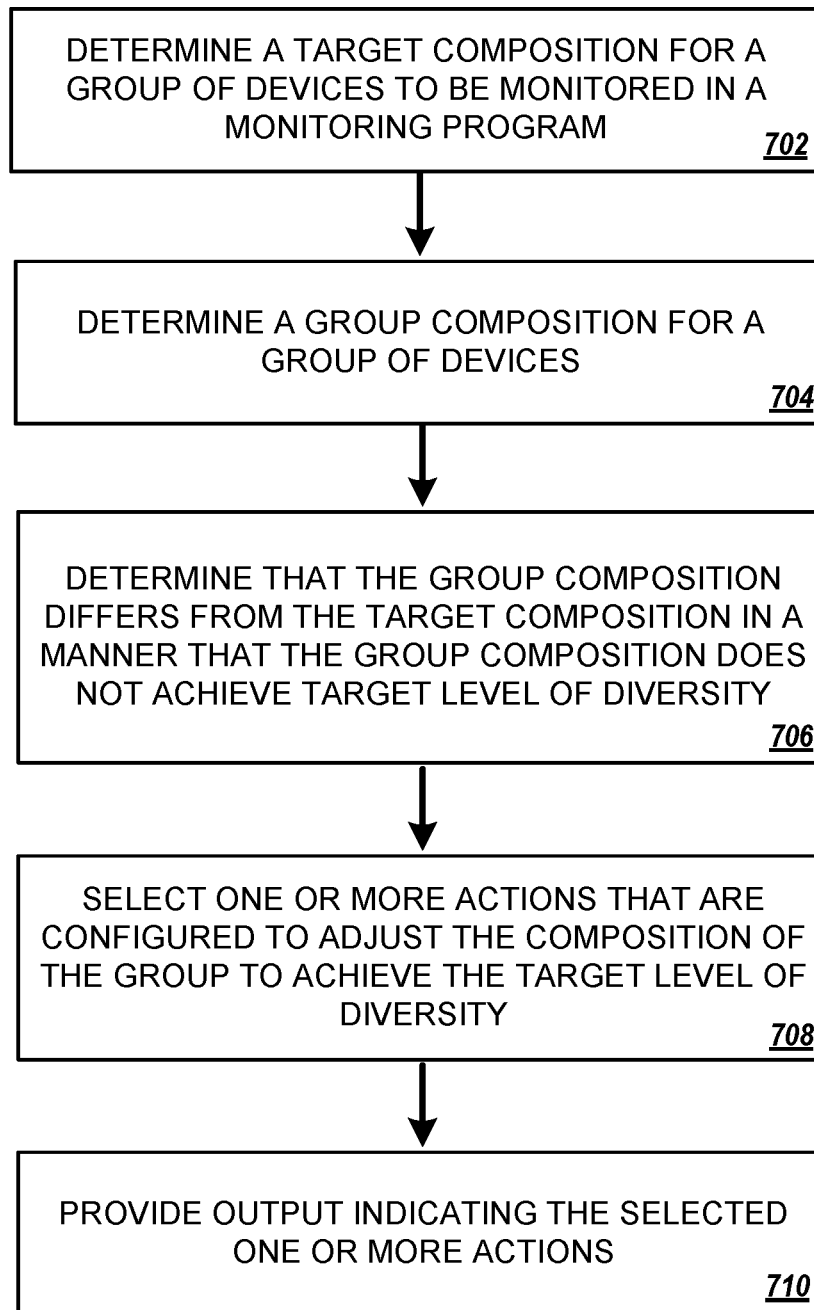 DETERMINE A TARGET COMPOSITION FOR A
GROUP OF DEVICES TO BE MONITORED IN A
MONITORING PROGRAM
702
DETERMINE A GROUP COMPOSITION FOR A
GROUP OF DEVICES
704
DETERMINE THAT THE GROUP COMPOSITION
DIFFERS FROM THE TARGET COMPOSITION IN A
MANNER THAT THE GROUP COMPOSITION DOES
NOT ACHIEVE TARGET LEVEL OF DIVERSITY
706
SELECT ONE OR MORE ACTIONS THAT ARE
CONFIGURED TO ADJUST THE COMPOSITION OF
THE GROUP TO ACHIEVE THE TARGET LEVEL OF
DIVERSITY
708
PROVIDE OUTPUT INDICATING THE SELECTED
ONE OR MORE ACTIONS
710